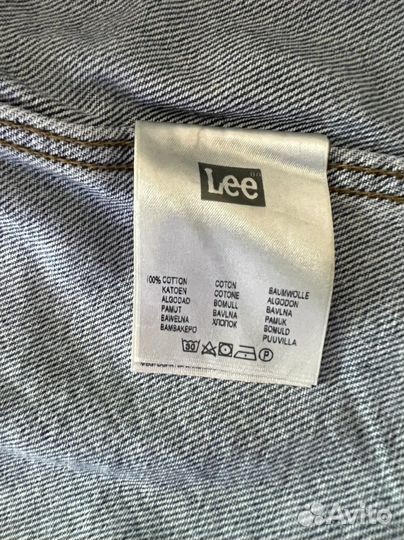 Lee
100% COTTON COTON BAUMWOLLE
KATOEN COTONE ALGODON
ALGODAO BOMULL BAVLNA
PAMUT BAVLNA PAMUK
BAWELNA ХЛОПОК BOMULD
BAMBAKEPO PUUVILLA
30 P
Avito